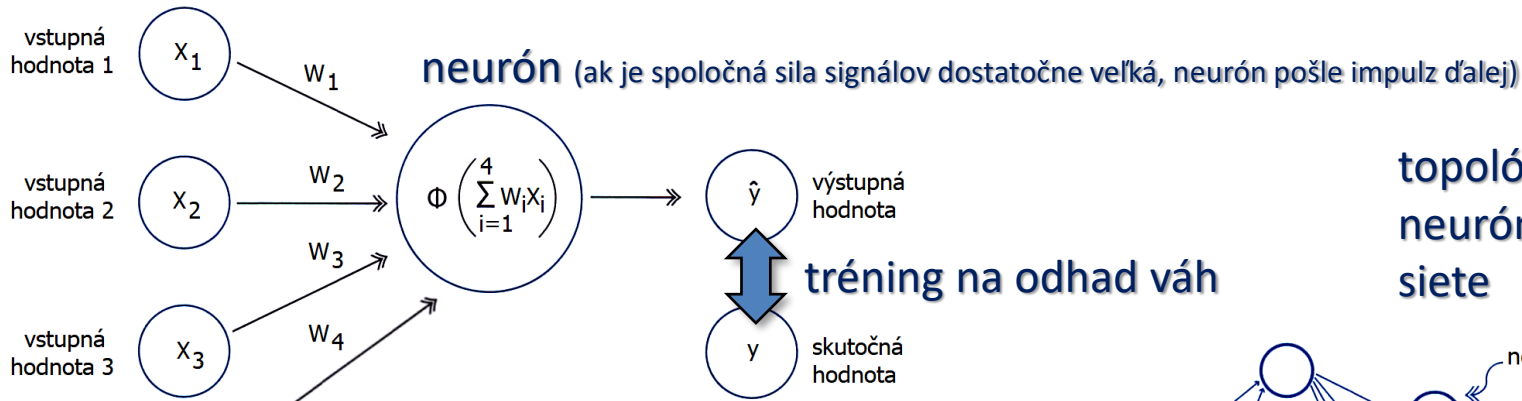 vstupná
hodnota 1
X1
W1
neurón (ak je spoločná sila signálov dostatočne veľká, neurón pošle impulz ďalej)
vstupná
hodnota 2
X2
W2
Φ (4 Σ i=1 WiXi)
ŷ
výstupná
hodnota
W3
tréning na odhad váh
vstupná
hodnota 3
X3
W4
y
skutočná
hodnota
siete